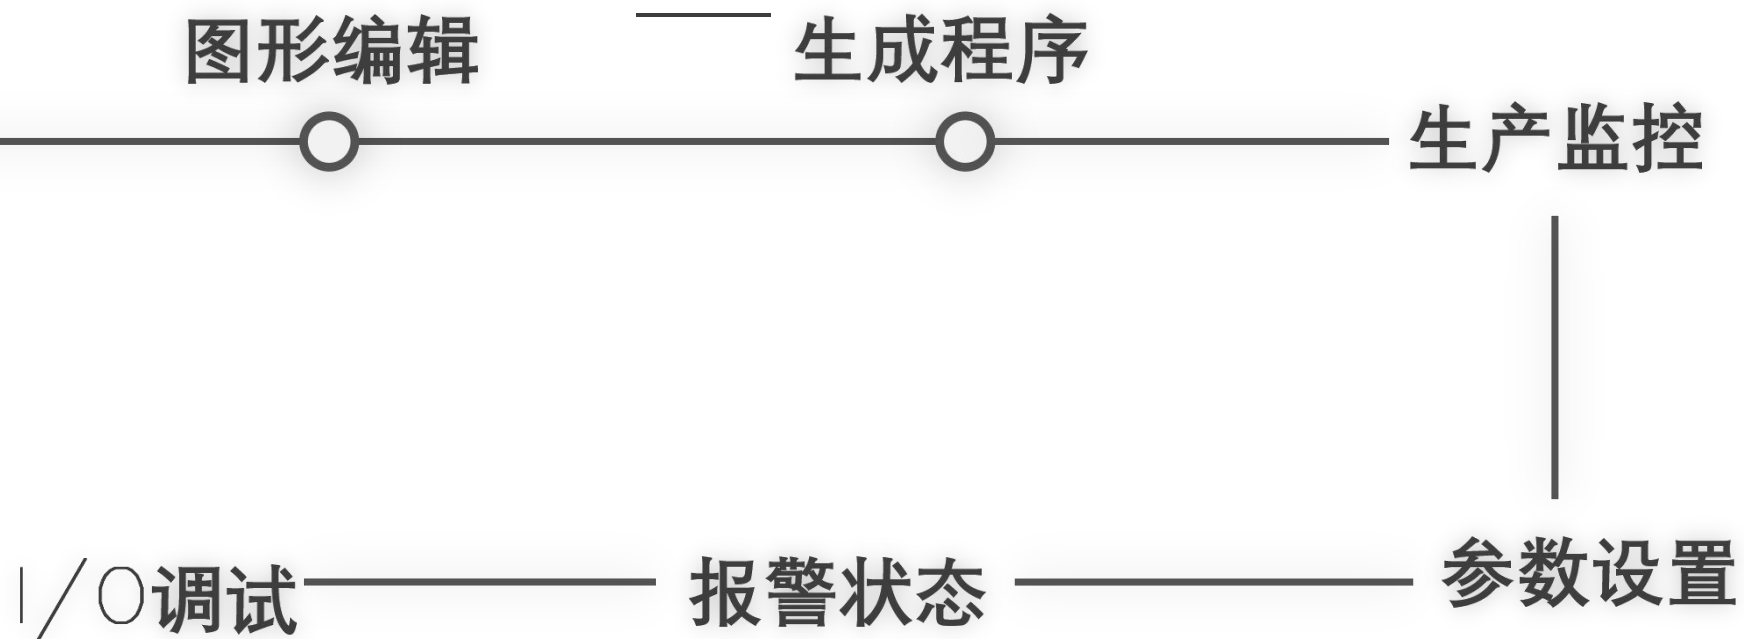 图形编辑
生成程序
生产监控
I/O调试
报警状态
参数设置